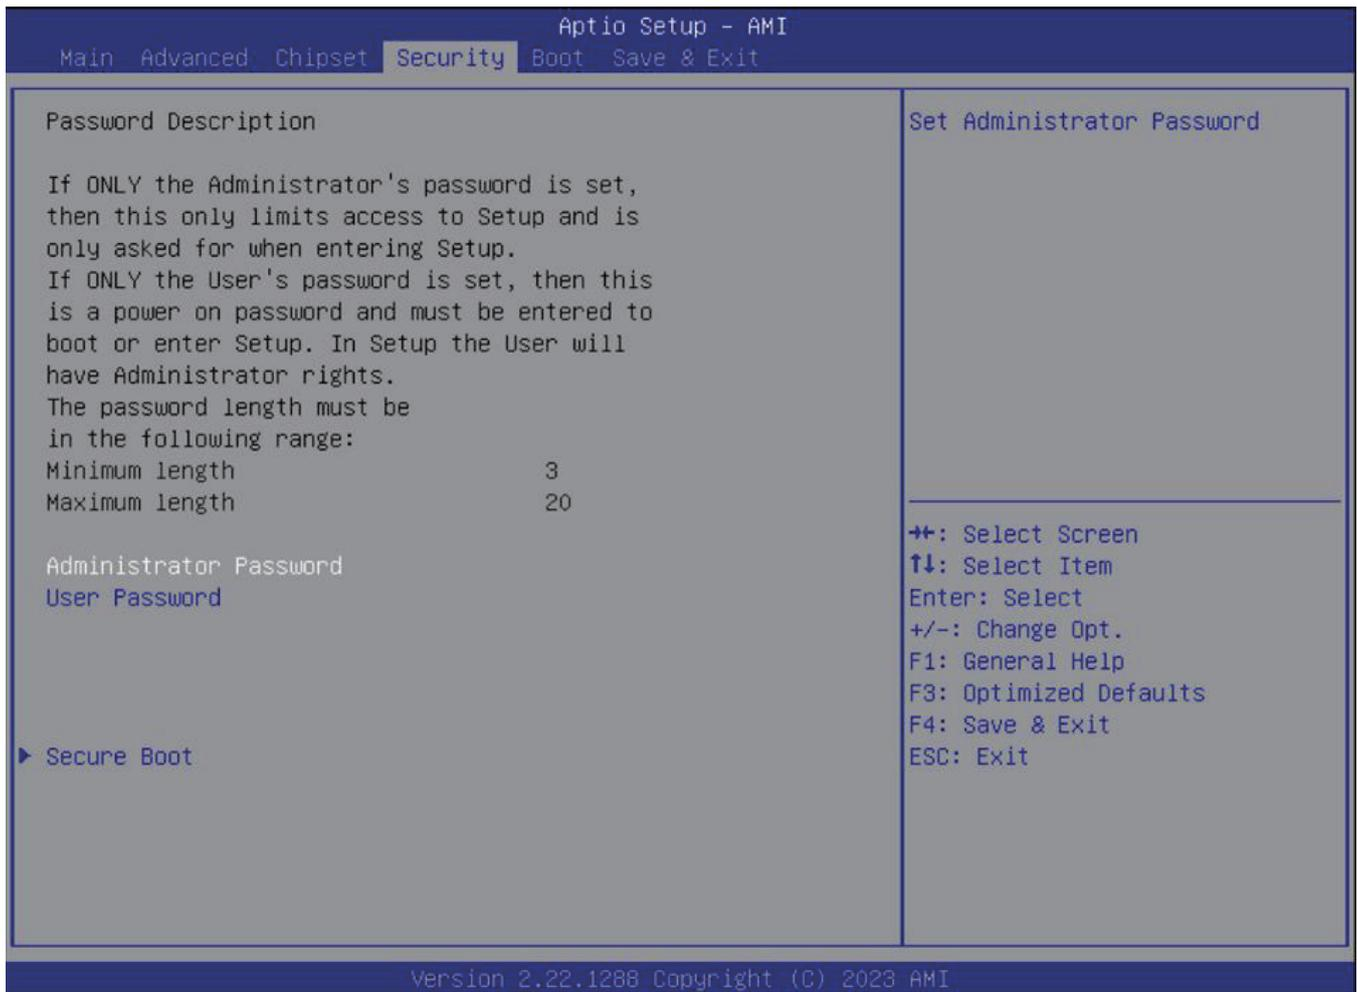 Aptio Setup - AMI
Main Advanced Chipset Security Boot Save & Exit
Password Description
If ONLY the Administrator's password is set,
then this only limits access to Setup and is
only asked for when entering Setup.
If ONLY the User's password is set, then this
is a power on password and must be entered to
boot or enter Setup. In Setup the User will
have Administrator rights.
The password length must be
in the following range:
Minimum length 3
Maximum length 20
Administrator Password
User Password
Secure Boot
Set Administrator Password
→←: Select Screen
↑↓: Select Item
Enter: Select
+/-: Change Opt.
F1: General Help
F3: Optimized Defaults
F4: Save & Exit
ESC: Exit
Version 2.22.1288 Copyright (C) 2023 AMI